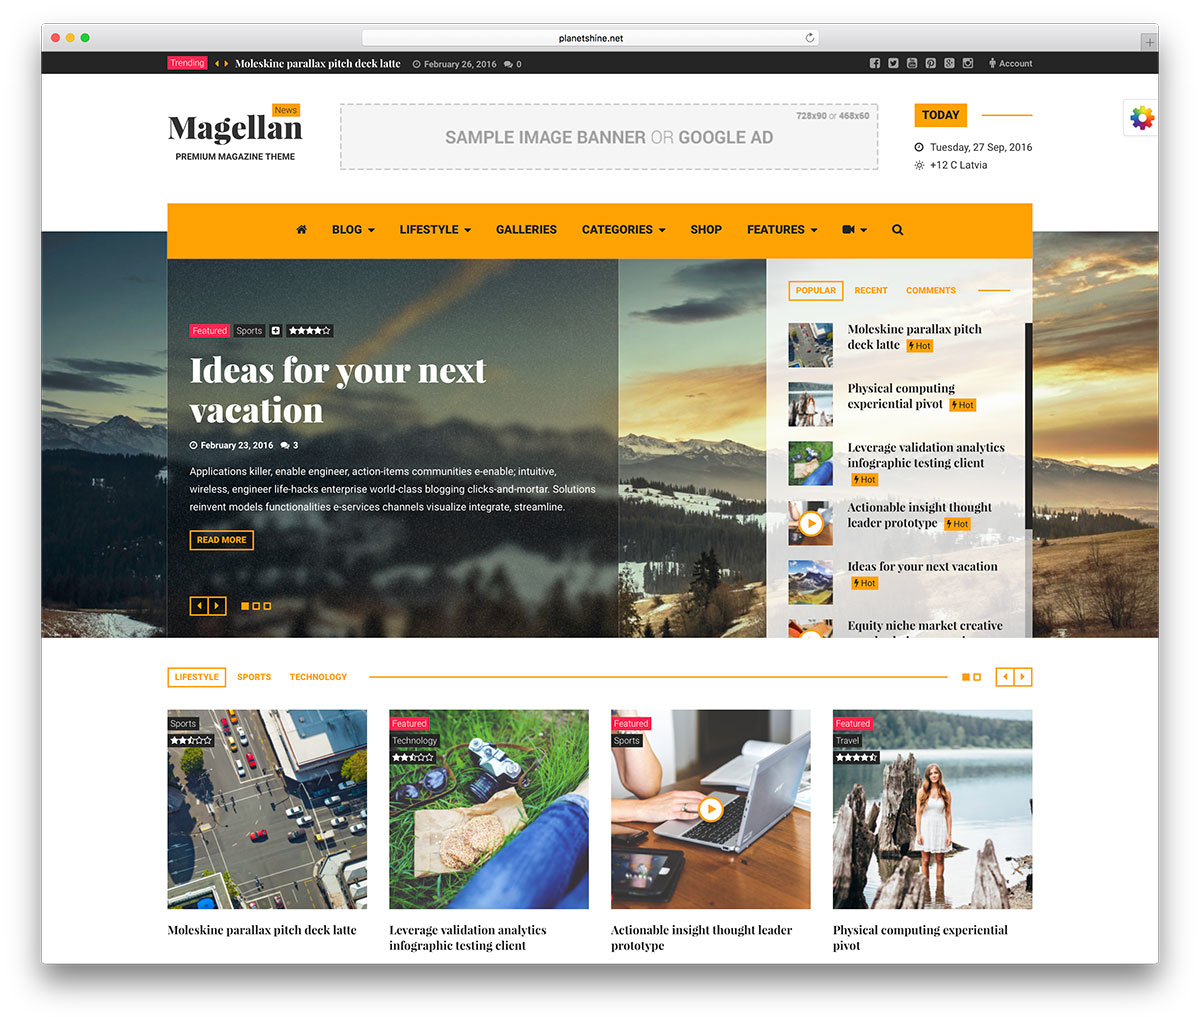 planetshine.net
Trending Moleskine parallax pitch deck latte February 26, 2016 0 Account
News
Magellan
PREMIUM MAGAZINE THEME
728x90 or 468x60
SAMPLE IMAGE BANNER OR GOOGLE AD
TODAY
Tuesday, 27 Sep, 2016
+12 C Latvia
BLOG LIFESTYLE GALLERIES CATEGORIES SHOP FEATURES
Featured Sports
Ideas for your next
vacation
February 23, 2016 3
Applications killer, enable engineer, action-items communities e-enable; intuitive,
wireless, engineer life-hacks enterprise world-class blogging clicks-and-mortar. Solutions
reinvent models functionalities e-services channels visualize integrate, streamline.
READ MORE
POPULAR RECENT COMMENTS
Moleskine parallax pitch
deck latte Hot
Physical computing
experiential pivot Hot
Leverage validation analytics
infographic testing client
Hot
Actionable insight thought
leader prototype Hot
Ideas for your next vacation
Hot
Equity niche market creative
LIFESTYLE SPORTS TECHNOLOGY
Sports
Moleskine parallax pitch deck latte
Featured
Technology
Leverage validation analytics
infographic testing client
Featured
Sports
Actionable insight thought leader
prototype
Featured
Travel
Physical computing experiential
pivot